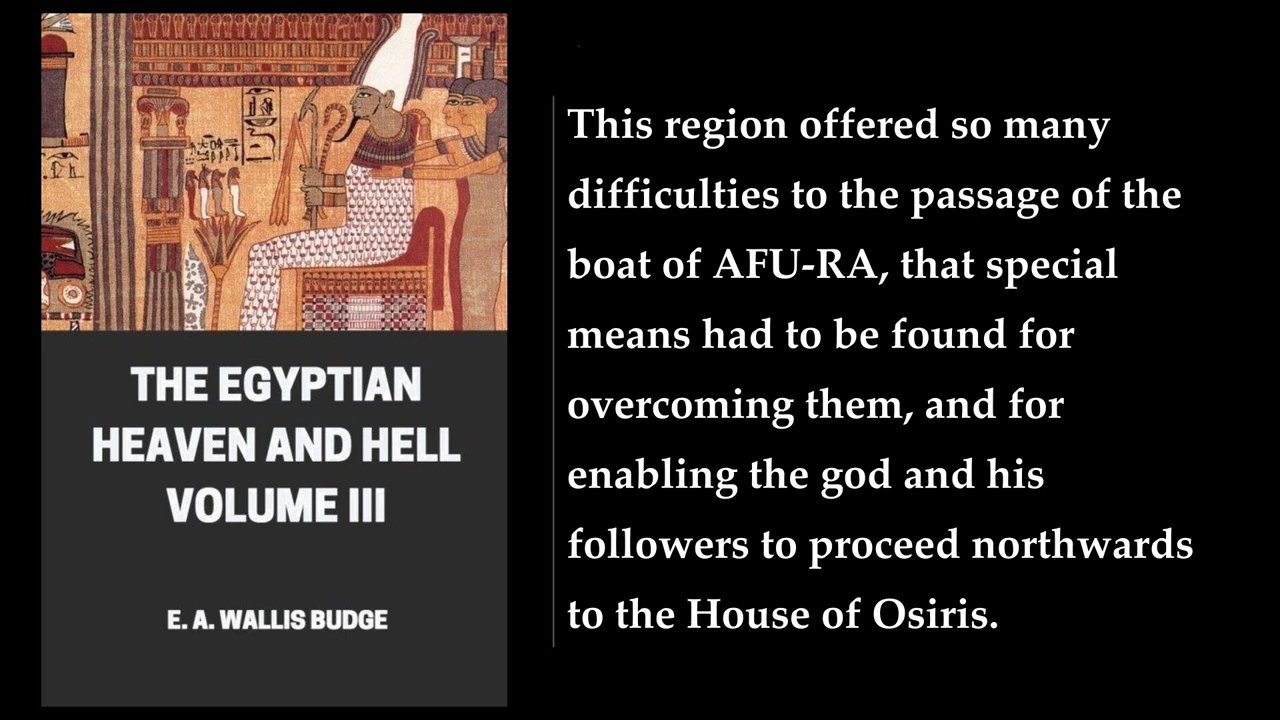 THE EGYPTIAN
HEAVEN AND HELL
VOLUME III
E. A. WALLIS BUDGE
This region offered so many
difficulties to the passage of the
boat of AFU-RA, that special
means had to be found for
overcoming them, and for
enabling the god and his
followers to proceed northwards
to the House of Osiris.